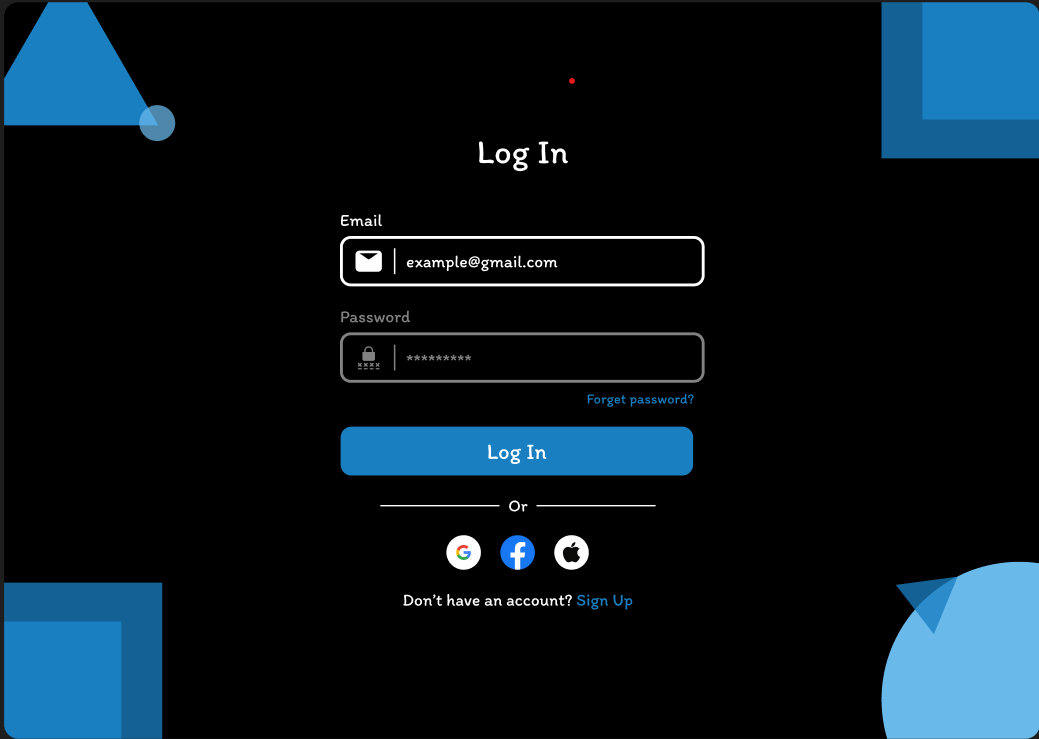 Log In
Email
example@gmail.com
Password
*********
Forget password?
Log In
Or
Don't have an account? Sign Up